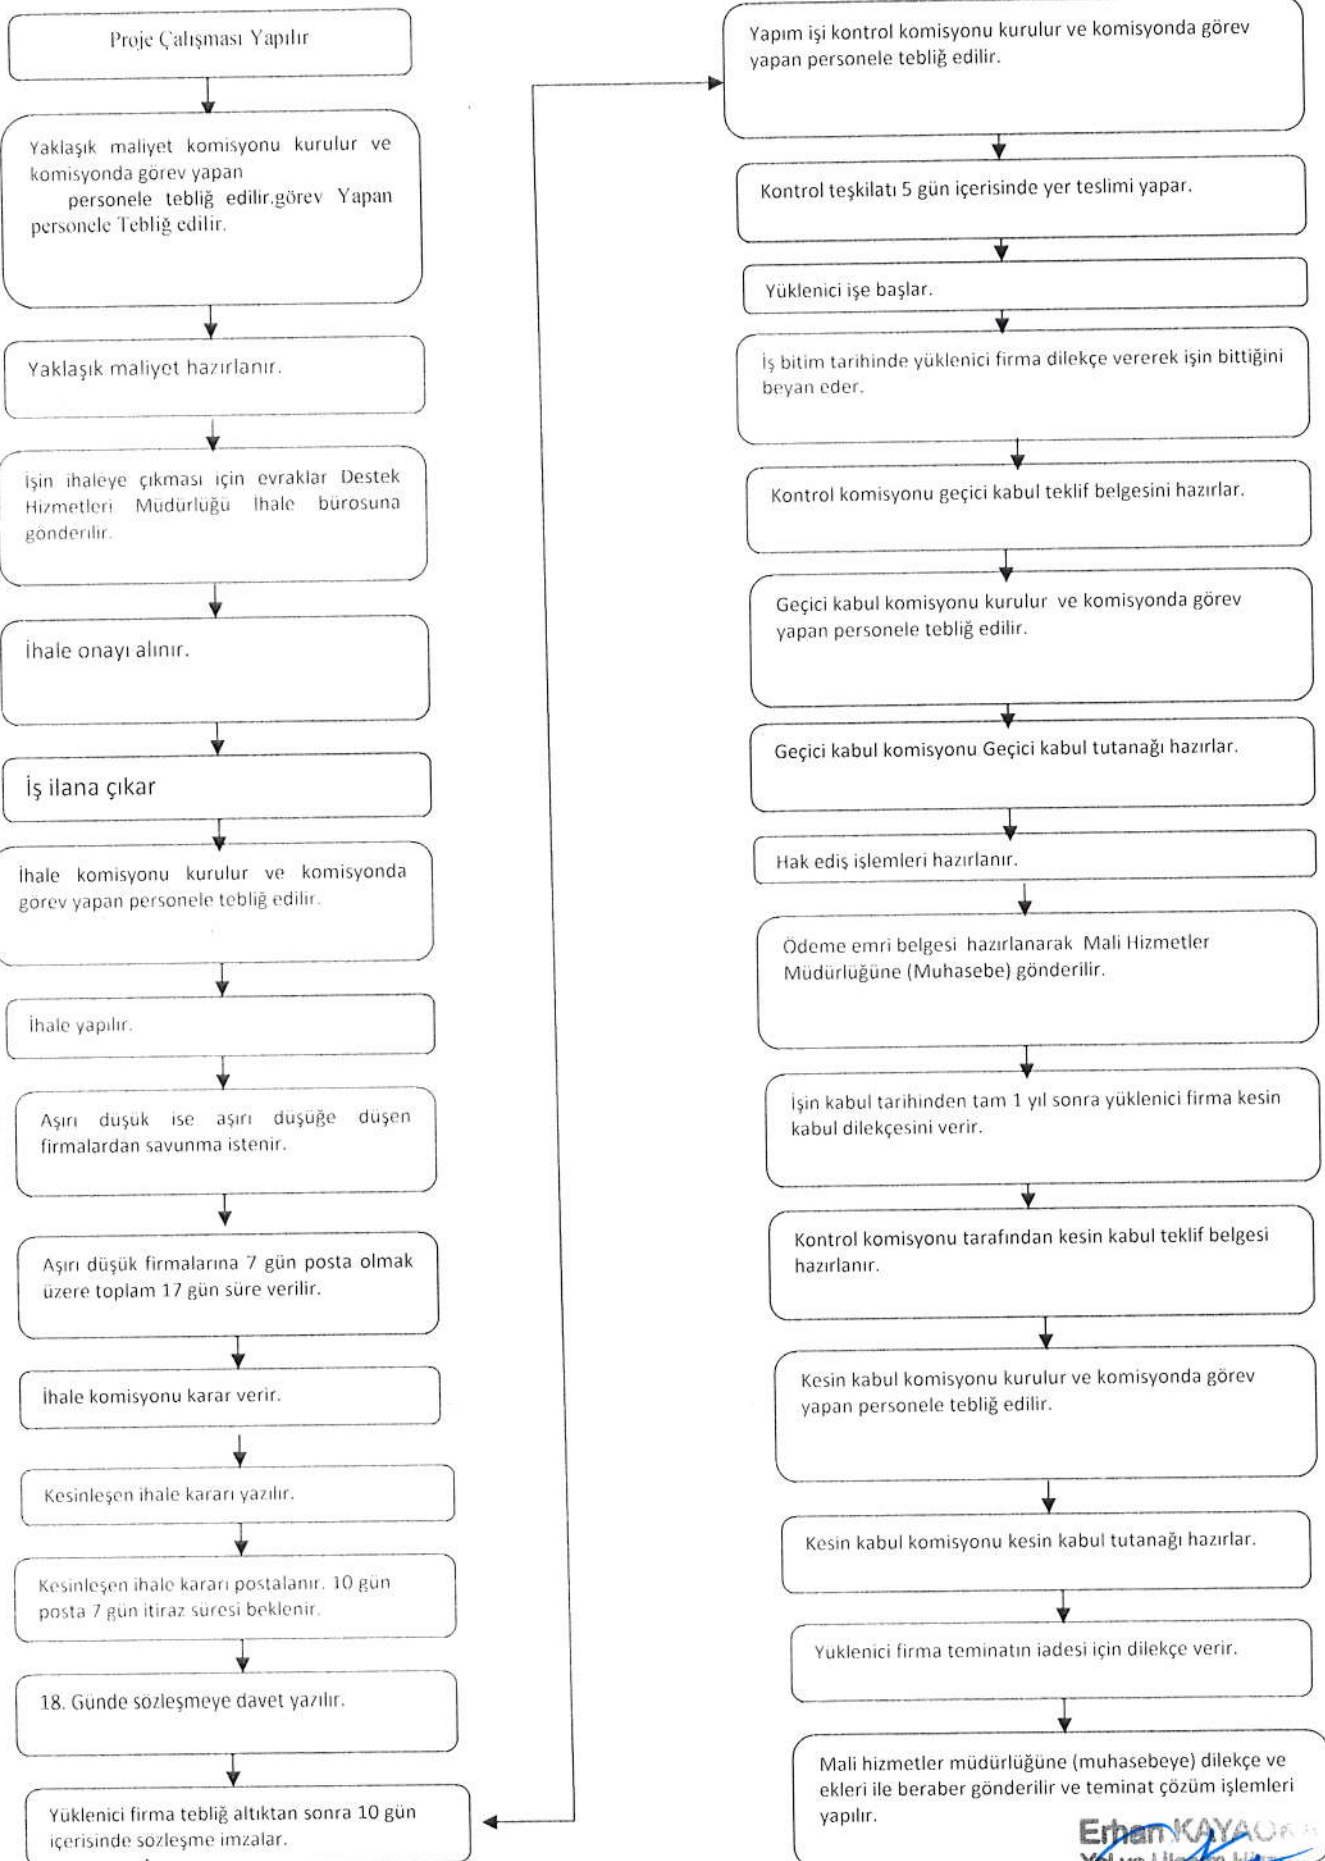 Proje Çalışması Yapılır
Yaklaşık maliyet komisyonu kurulur ve
komisyonda görev yapan
personele tebliğ edilir.görev Yapan
personele Tebliğ edilir.
Yaklaşık maliyet hazırlanır.
İşin ihaleye çıkması için evraklar Destek
Hizmetleri Müdürlüğü İhale bürosuna
gönderilir.
İhale onayı alınır.
İş ilana çıkar
İhale komisyonu kurulur ve komisyonda
görev yapan personele tebliğ edilir.
İhale yapılır.
Aşırı düşük ise aşırı düşüğe düşen
firmalardan savunma istenir.
Aşırı düşük firmalarına 7 gün posta olmak
üzere toplam 17 gün süre verilir.
İhale komisyonu karar verir.
Kesinleşen ihale kararı yazılır.
Kesinleşen ihale kararı postalanır. 10 gün
posta 7 gün itiraz süresi beklenir.
18. Günde sözleşmeye davet yazılır.
Yüklenici firma tebliğ altıktan sonra 10 gün
içerisinde sözleşme imzalar.
Yapım işi kontrol komisyonu kurulur ve komisyonda görev
yapan personele tebliğ edilir.
Kontrol teşkilatı 5 gün içerisinde yer teslimi yapar.
Yüklenici işe başlar.
İş bitim tarihinde yüklenici firma dilekçe vererek işin bittiğini
beyan eder.
Kontrol komisyonu geçici kabul teklif belgesini hazırlar.
Geçici kabul komisyonu kurulur ve komisyonda görev
yapan personele tebliğ edilir.
Geçici kabul komisyonu Geçici kabul tutanağı hazırlar.
Hak ediş işlemleri hazırlanır.
Ödeme emri belgesi hazırlanarak Mali Hizmetler
Müdürlüğüne (Muhasebe) gönderilir.
İşin kabul tarihinden tam 1 yıl sonra yüklenici firma kesin
kabul dilekçesini verir.
Kontrol komisyonu tarafından kesin kabul teklif belgesi
hazırlanır.
Kesin kabul komisyonu kurulur ve komisyonda görev
yapan personele tebliğ edilir.
Kesin kabul komisyonu kesin kabul tutanağı hazırlar.
Yüklenici firma teminatın iadesi için dilekçe verir.
Mali hizmetler müdürlüğüne (muhasebeye) dilekçe ve
ekleri ile beraber gönderilir ve teminat çözüm işlemleri
yapılır.
Erhan